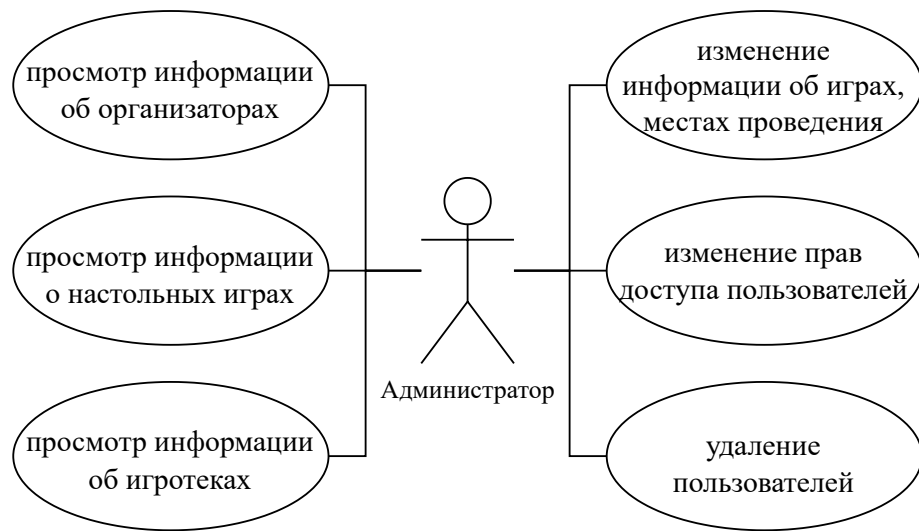 просмотр информации
об организаторах
просмотр информации
о настольных играх
просмотр информации
об игротеках
Администратор
изменение
информации об играх,
местах проведения
изменение прав
доступа пользователей
удаление
пользователей